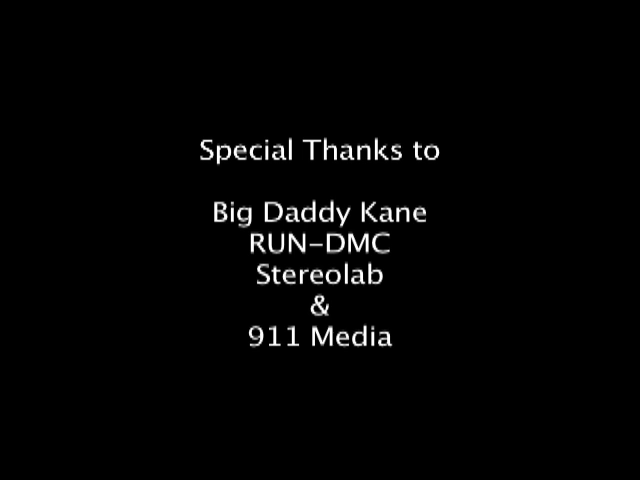 Special Thanks to
Big Daddy Kane
RUN-DMC
Stereolab
&
911 Media